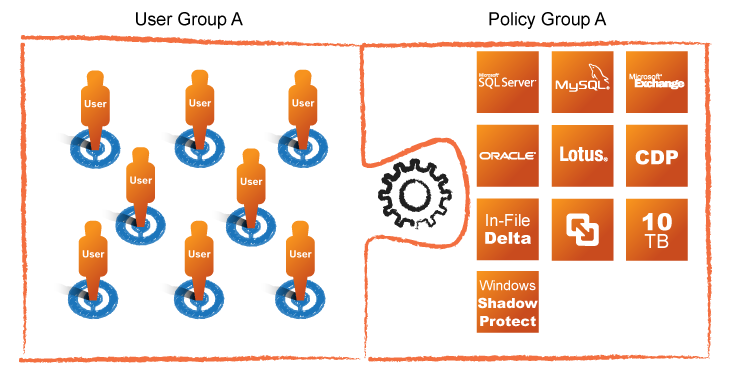 User Group A
Policy Group A
User
User
User
User
User
User
User
User
Microsoft
SQL Server
MySQL®
Microsoft®
Exchange
ORACLE®
Lotus®
CDP
In-File
Delta
10
TB
Windows
Shadow
Protect